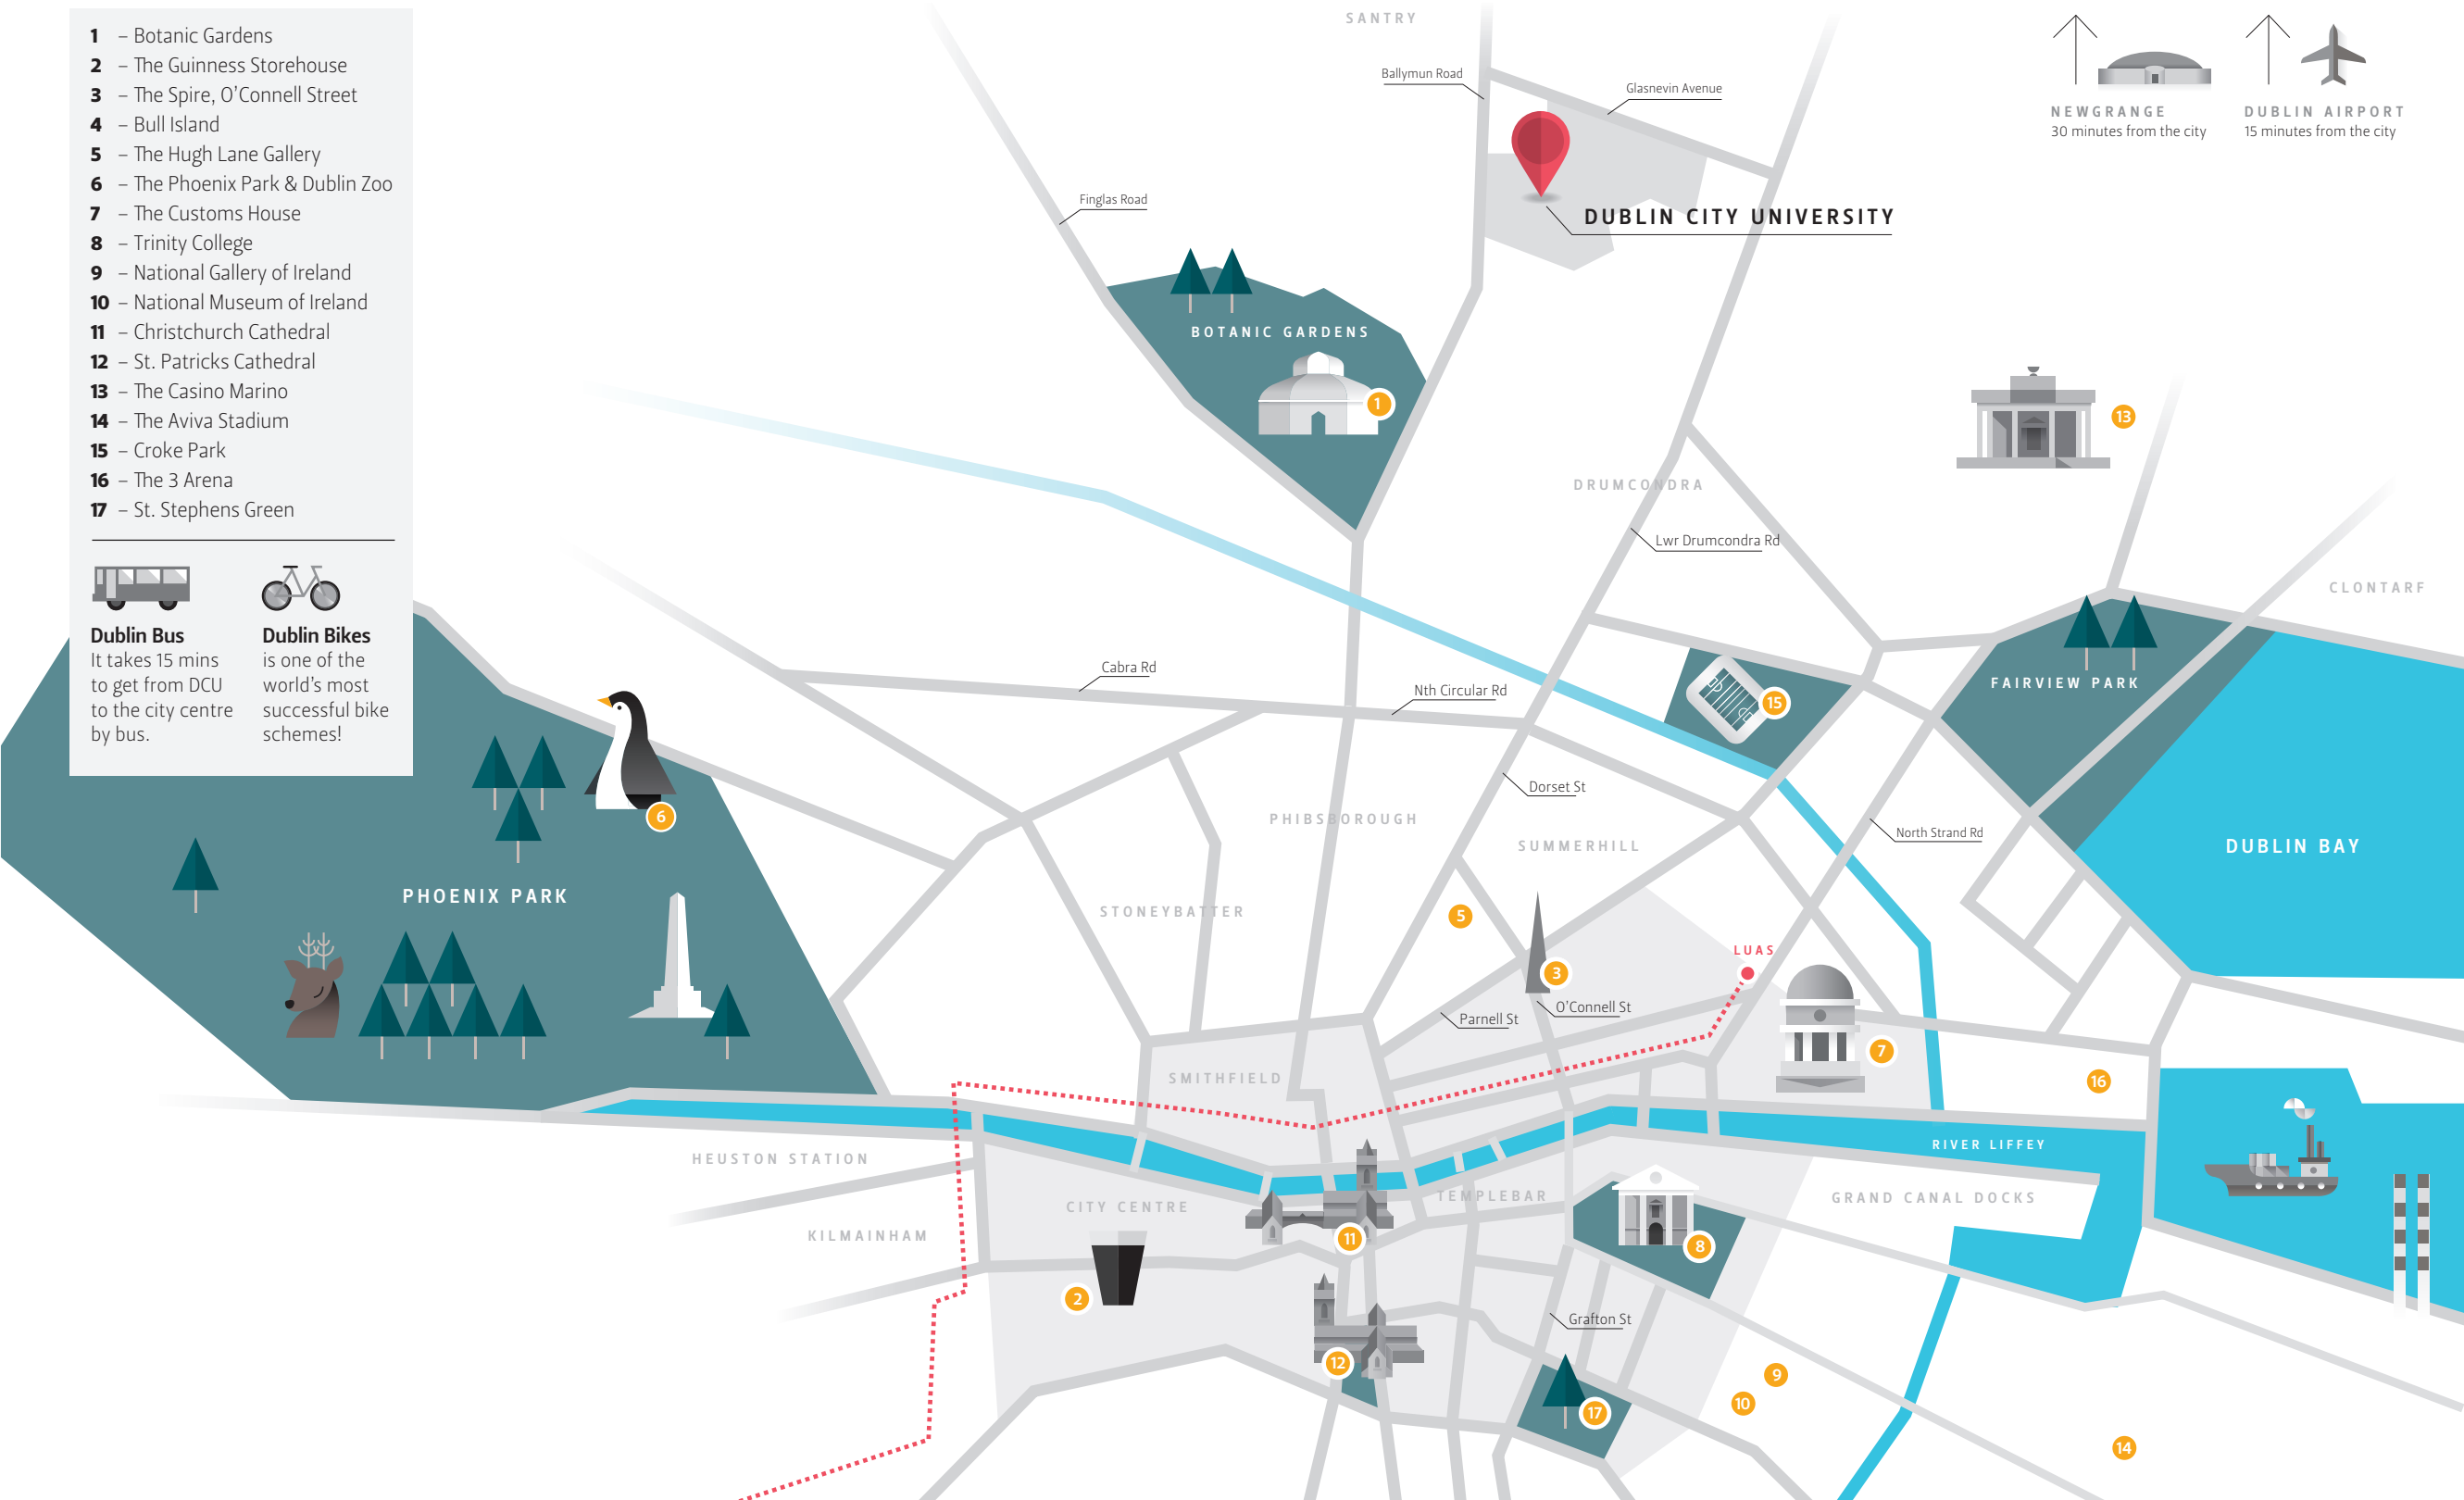 1 – Botanic Gardens
2 – The Guinness Storehouse
3 – The Spire, O'Connell Street
4 – Bull Island
5 – The Hugh Lane Gallery
6 – The Phoenix Park & Dublin Zoo
7 – The Customs House
8 – Trinity College
9 – National Gallery of Ireland
10 – National Museum of Ireland
11 – Christchurch Cathedral
12 – St. Patricks Cathedral
13 – The Casino Marino
14 – The Aviva Stadium
15 – Croke Park
16 – The 3 Arena
17 – St. Stephens Green
Dublin Bus
It takes 15 mins
to get from DCU
to the city centre
by bus.
Dublin Bikes
is one of the
world's most
successful bike
schemes!
SANTRY
Ballymun Road
Glasnevin Avenue
NEWGRANGE
30 minutes from the city
DUBLIN AIRPORT
15 minutes from the city
Finglas Road
DUBLIN CITY UNIVERSITY
BOTANIC GARDENS
1
13
DRUMCONDRA
Lwr Drumcondra Rd
CLONTARF
Cabra Rd
Nth Circular Rd
15
FAIRVIEW PARK
Dorset St
6
PHIBSBOROUGH
SUMMERHILL
North Strand Rd
DUBLIN BAY
PHOENIX PARK
STONEYBATTER
5
LUAS
3
O'Connell St
Parnell St
7
SMITHFIELD
16
RIVER LIFFEY
HEUSTON STATION
CITY CENTRE
TEMPLEBAR
GRAND CANAL DOCKS
KILMAINHAM
11
8
2
Grafton St
12
9
10
17
14